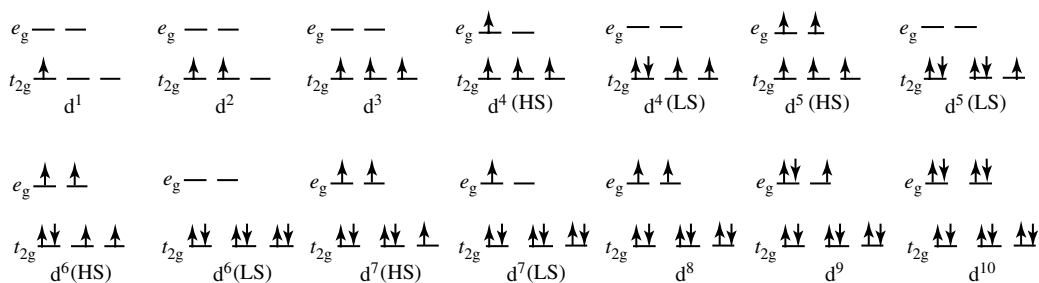 e_g e_g e_g e_g e_g e_g e_g
t_2g t_2g t_2g t_2g t_2g t_2g t_2g
d¹ d² d³ d⁴(HS) d⁴(LS) d⁵(HS) d⁵(LS)
e_g e_g e_g e_g e_g e_g e_g
t_2g t_2g t_2g t_2g t_2g t_2g t_2g
d⁶(HS) d⁶(LS) d⁷(HS) d⁷(LS) d⁸ d⁹ d¹⁰